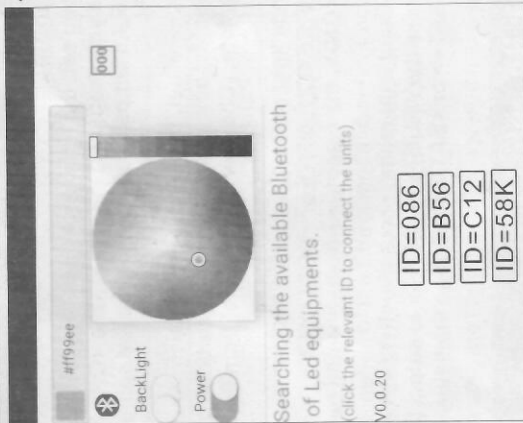 #ff99ee
000
BackLight
Power
Searching the available Bluetooth
of Led equipments.
(click the relevant ID to connect the units)
V0.0.20
ID=086
ID=B56
ID=C12
ID=58K